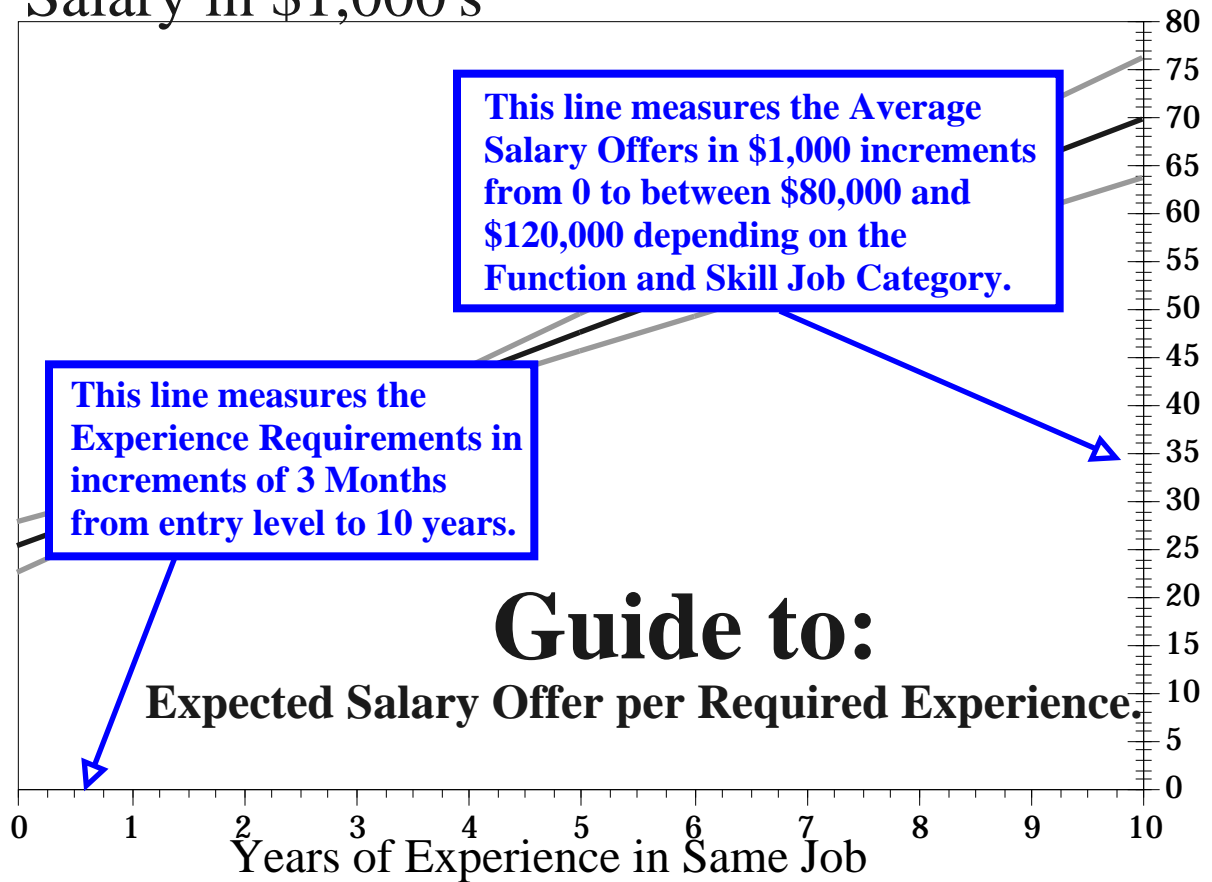 Salary in $1,000's
80
75
70
65
60
55
50
45
40
35
30
25
20
15
10
5
0
This line measures the Average
Salary Offers in $1,000 increments
from 0 to between $80,000 and
$120,000 depending on the
Function and Skill Job Category.
This line measures the
Experience Requirements in
increments of 3 Months
from entry level to 10 years.
Guide to:
Expected Salary Offer per Required Experience.
0 1 2 3 4 5 6 7 8 9 10
Years of Experience in Same Job